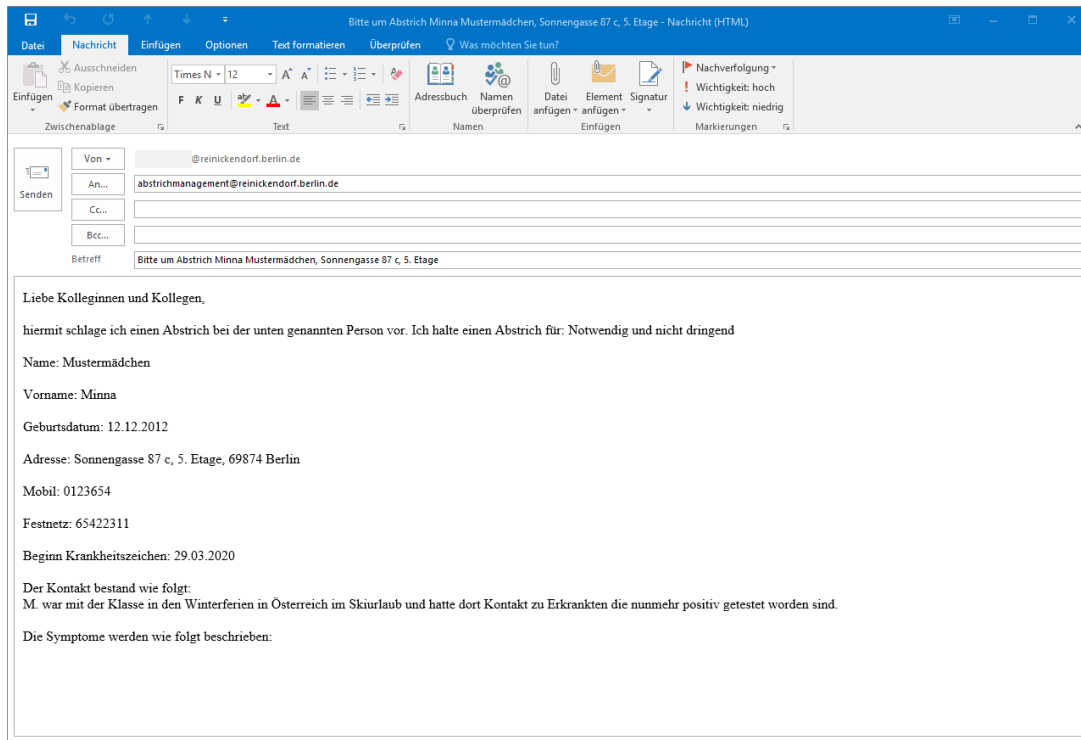 Bitte um Abstrich Minna Mustermädchen, Sonnengasse 87 c, 5. Etage - Nachricht (HTML)
Datei Nachricht Einfügen Optionen Text formatieren Überprüfen Was möchten Sie tun?
Einfügen
Ausschneiden
Kopieren
Format übertragen
Zwischenablage
Times N 12
F K U
Text
Adressbuch
Namen überprüfen
Namen
Datei anfügen
Element anfügen
Signatur
Einfügen
Nachverfolgung
Wichtigkeit: hoch
Wichtigkeit: niedrig
Markierungen
Senden
Von @reinickendorf.berlin.de
An... abstrichmanagement@reinickendorf.berlin.de
Cc...
Bcc...
Betreff Bitte um Abstrich Minna Mustermädchen, Sonnengasse 87 c, 5. Etage
Liebe Kolleginnen und Kollegen,
hiermit schlage ich einen Abstrich bei der unten genannten Person vor. Ich halte einen Abstrich für: Notwendig und nicht dringend
Name: Mustermädchen
Vorname: Minna
Geburtsdatum: 12.12.2012
Adresse: Sonnengasse 87 c, 5. Etage, 69874 Berlin
Mobil: 0123654
Festnetz: 65422311
Beginn Krankheitszeichen: 29.03.2020
Der Kontakt bestand wie folgt:
M. war mit der Klasse in den Winterferien in Österreich im Skiurlaub und hatte dort Kontakt zu Erkrankten die nunmehr positiv getestet worden sind.
Die Symptome werden wie folgt beschrieben: